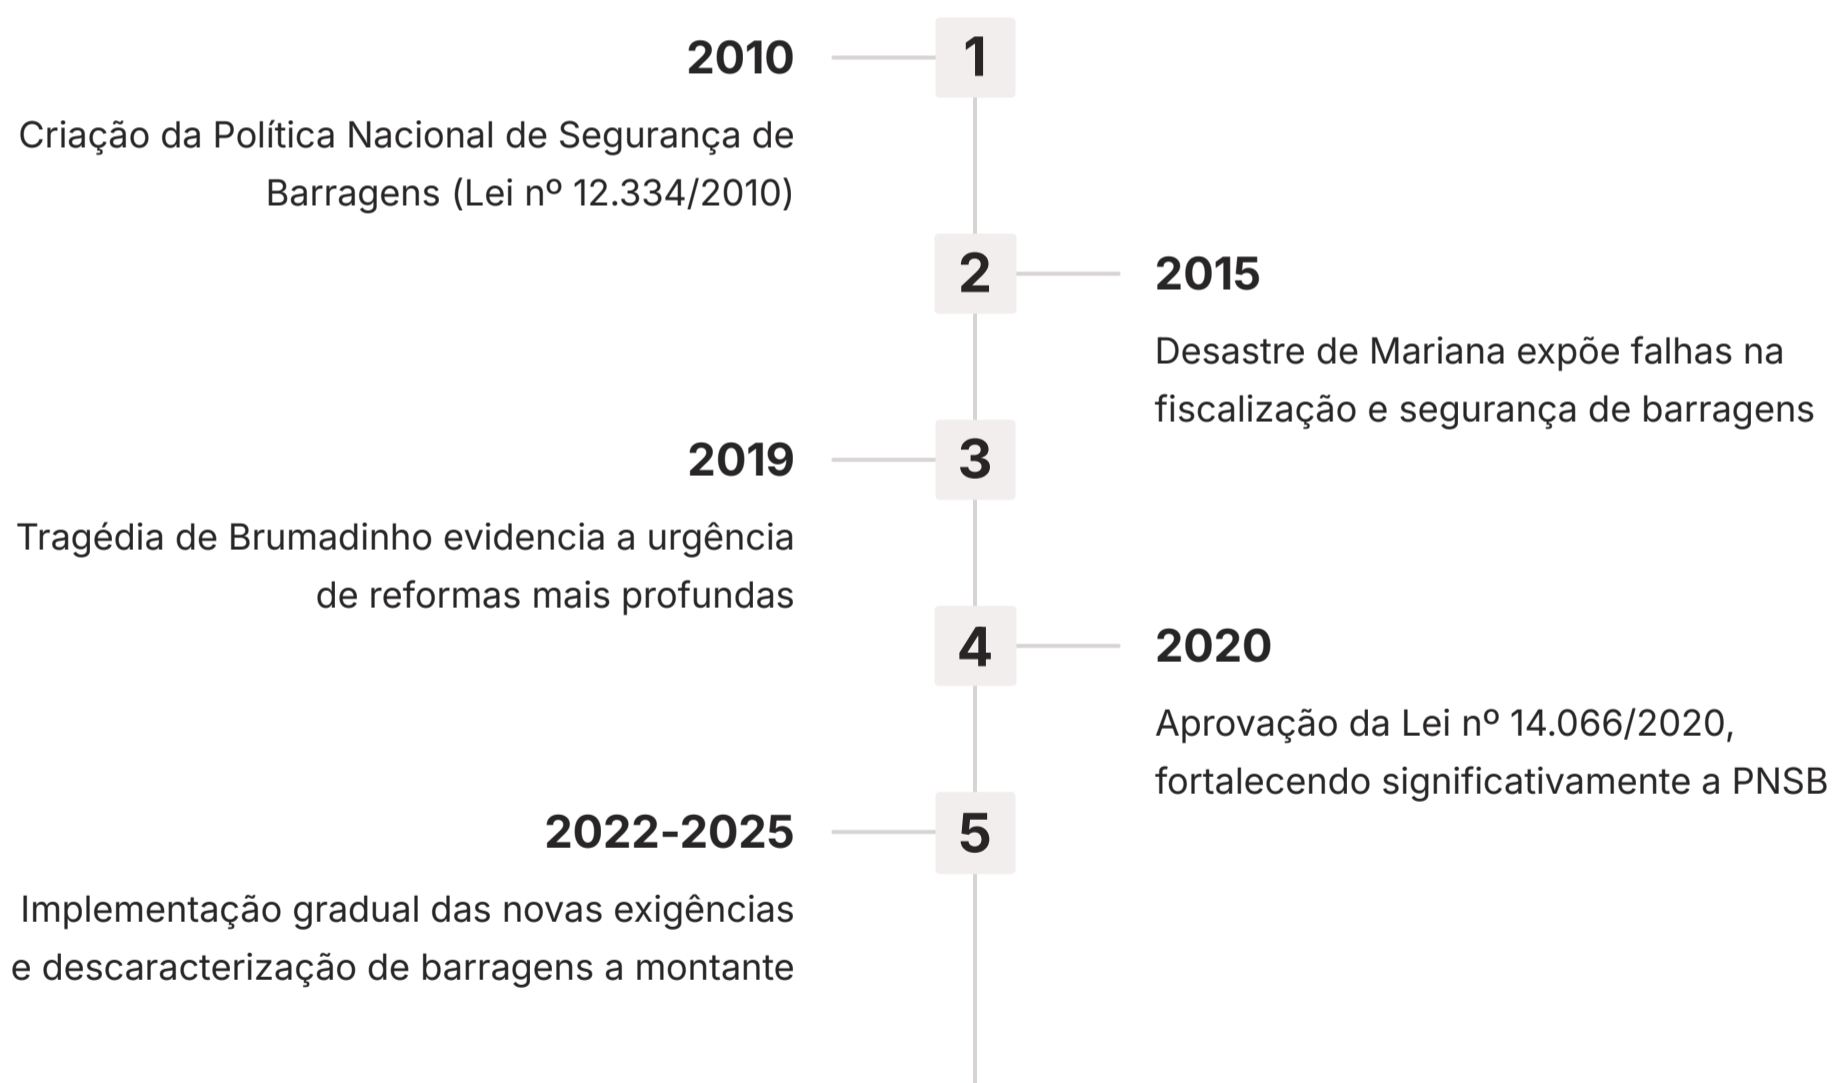 1
2010
Criação da Política Nacional de Segurança de
Barragens (Lei nº 12.334/2010)
2
2015
Desastre de Mariana expõe falhas na
fiscalização e segurança de barragens
3
2019
Tragédia de Brumadinho evidencia a urgência
de reformas mais profundas
4
2020
Aprovação da Lei nº 14.066/2020,
fortalecendo significativamente a PNSB
5
2022-2025
Implementação gradual das novas exigências
e descaracterização de barragens a montante